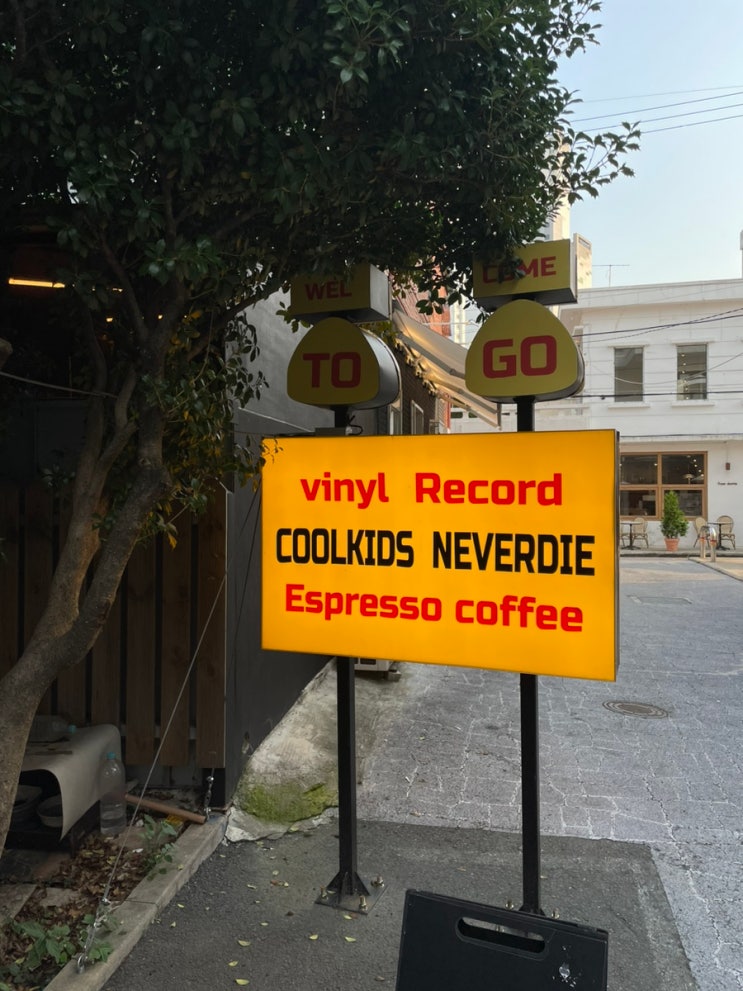 WEL COME
TO GO
vinyl Record
COOLKIDS NEVERDIE
Espresso coffee